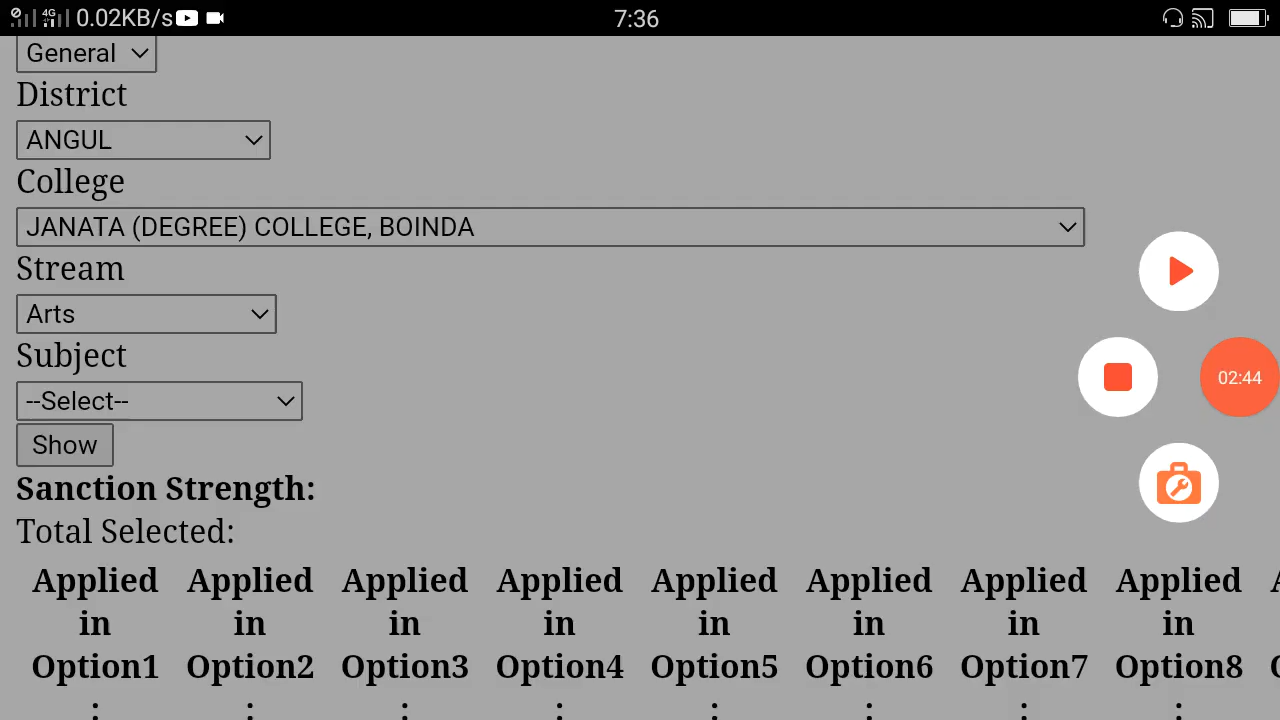 4G 0.02KB/s 7:36
General
District
ANGUL
College
JANATA (DEGREE) COLLEGE, BOINDA
Stream
Arts
Subject
--Select--
02:44
Show
Sanction Strength:
Total Selected:
Applied Applied Applied Applied Applied Applied Applied Applied
in in in in in in in in
Option1 Option2 Option3 Option4 Option5 Option6 Option7 Option8
: : : : : : : :